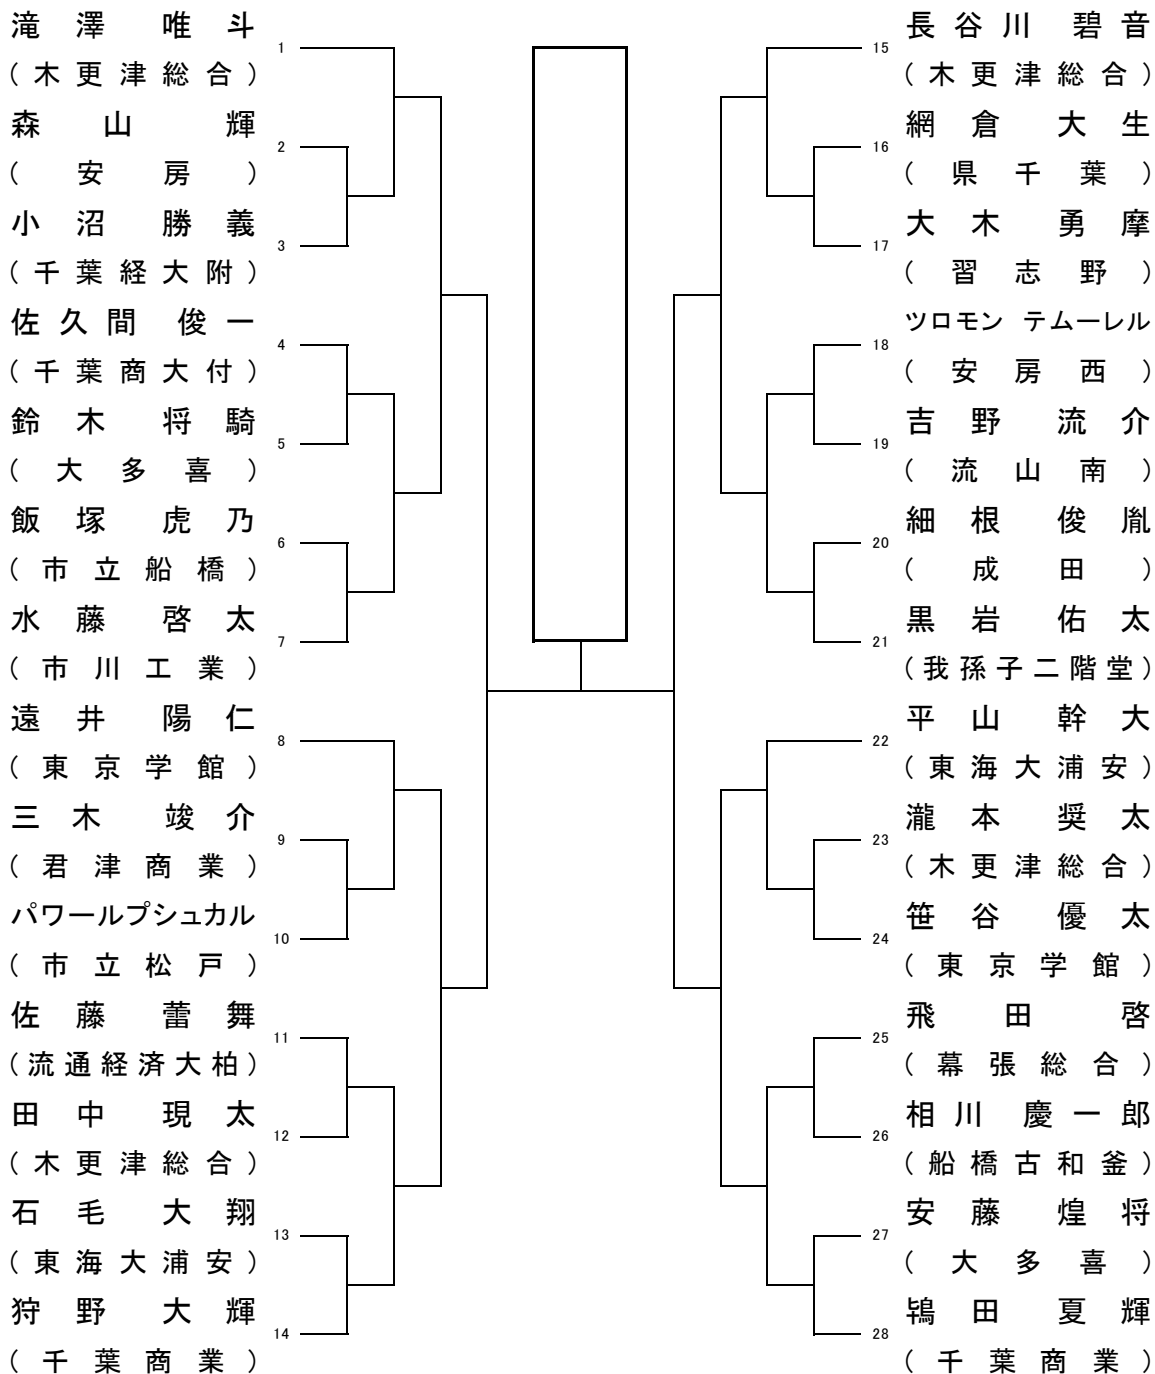 滝澤 唯斗
1
(木更津総合)
森山 輝
2
(安房)
小沼 勝義
3
(千葉経大附)
佐久間 俊一
4
(千葉商大付)
鈴木 将騎
5
(大多喜)
飯塚 虎乃
6
(市立船橋)
水藤 啓太
7
(市川工業)
遠井 陽仁
8
(東京学館)
三木 竣介
9
(君津商業)
パワールプシュカル
10
(市立松戸)
佐藤 蕾舞
11
(流通経済大柏)
田中 現太
12
(木更津総合)
石毛 大翔
13
(東海大浦安)
狩野 大輝
14
(千葉商業)
長谷川 碧音
15
(木更津総合)
網倉 大生
16
(県千葉)
大木 勇摩
17
(習志野)
ツロモン テムーレル
18
(安房西)
吉野 流介
19
(流山南)
細根 俊胤
20
(成田)
黒岩 佑太
21
(我孫子二階堂)
平山 幹大
22
(東海大浦安)
瀧本 奨太
23
(木更津総合)
笹谷 優太
24
(東京学館)
飛田 啓
25
(幕張総合)
相川 慶一郎
26
(船橋古和釜)
安藤 煌将
27
(大多喜)
鴇田 夏輝
28
(千葉商業)